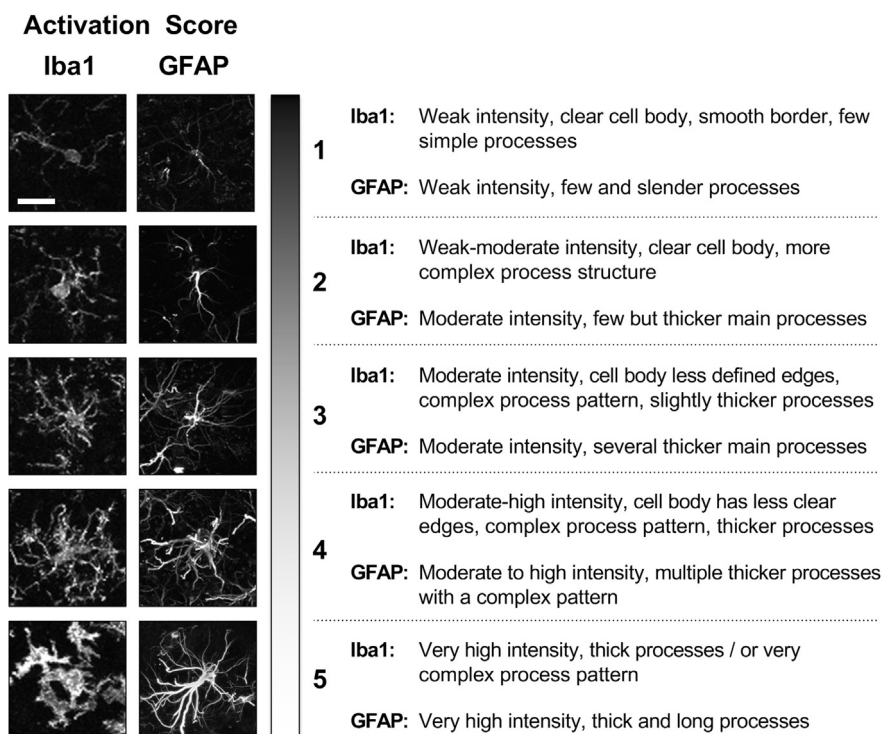 Activation Score
Iba1 GFAP
1
Iba1: Weak intensity, clear cell body, smooth border, few
simple processes
GFAP: Weak intensity, few and slender processes
2
Iba1: Weak-moderate intensity, clear cell body, more
complex process structure
GFAP: Moderate intensity, few but thicker main processes
3
Iba1: Moderate intensity, cell body less defined edges,
complex process pattern, slightly thicker processes
GFAP: Moderate intensity, several thicker main processes
4
Iba1: Moderate-high intensity, cell body has less clear
edges, complex process pattern, thicker processes
GFAP: Moderate to high intensity, multiple thicker processes
with a complex pattern
5
Iba1: Very high intensity, thick processes / or very
complex process pattern
GFAP: Very high intensity, thick and long processes